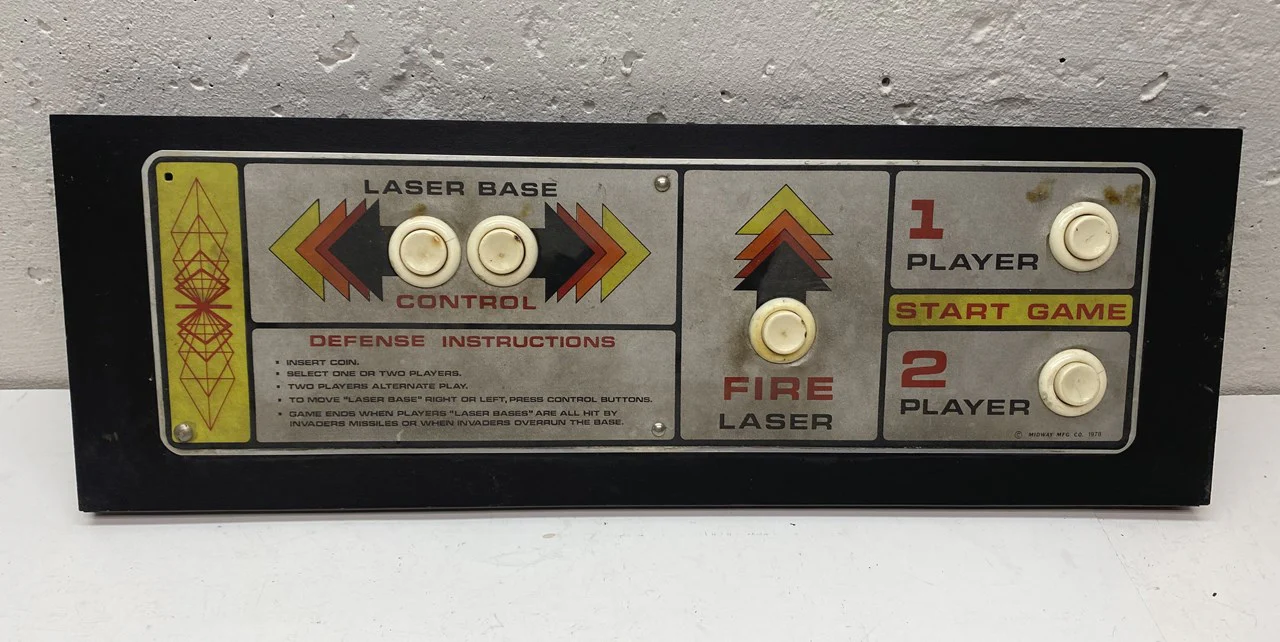 LASER BASE
CONTROL
DEFENSE INSTRUCTIONS
• INSERT COIN.
• SELECT ONE OR TWO PLAYERS.
• TWO PLAYERS ALTERNATE PLAY.
• TO MOVE "LASER BASE" RIGHT OR LEFT, PRESS CONTROL BUTTONS.
• GAME ENDS WHEN PLAYERS "LASER BASES" ARE ALL HIT BY
INVADERS MISSILES OR WHEN INVADERS OVERRUN THE BASE.
FIRE
LASER
1
PLAYER
START GAME
2
PLAYER
© MIDWAY MFG. CO. 1978